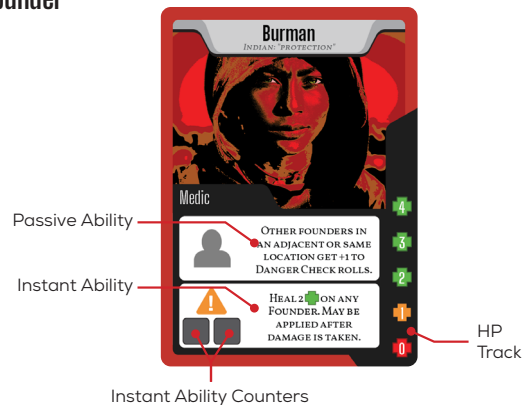 Burman
INDIAN: "PROTECTION"
Medic
Passive Ability
OTHER FOUNDERS IN
AN ADJACENT OR SAME
LOCATION GET +1 TO
DANGER CHECK ROLLS.
Instant Ability
HEAL 2 ON ANY
FOUNDER. MAY BE
APPLIED AFTER
DAMAGE IS TAKEN.
4
3
2
1
0
HP
Track
Instant Ability Counters